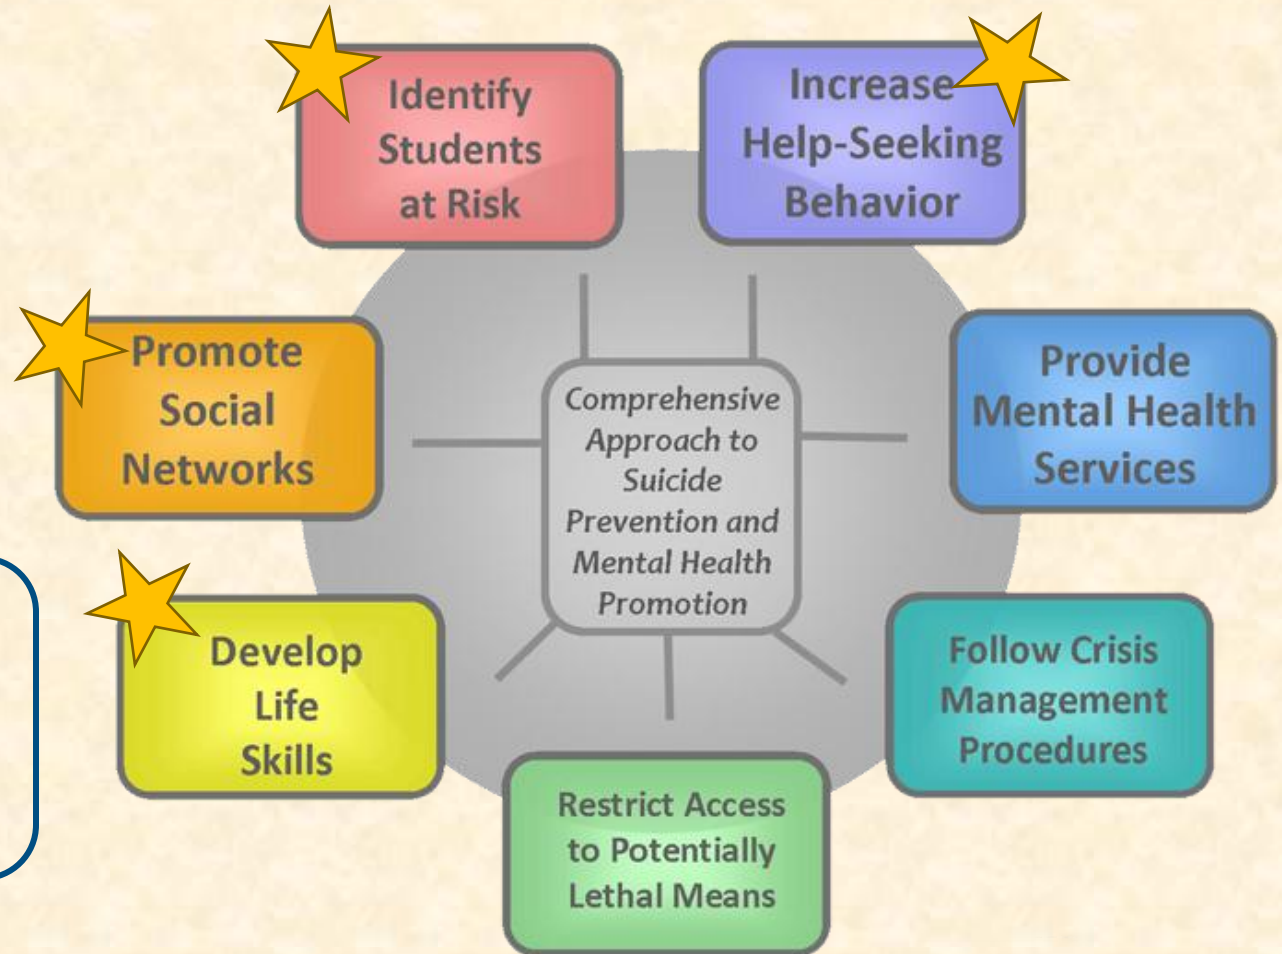 Identify
Students
at Risk
Increase
Help-Seeking
Behavior
Promote
Social
Networks
Comprehensive
Approach to
Suicide
Prevention and
Mental Health
Promotion
Provide
Mental Health
Services
Develop
Life
Skills
Follow Crisis
Management
Procedures
Restrict Access
to Potentially
Lethal Means